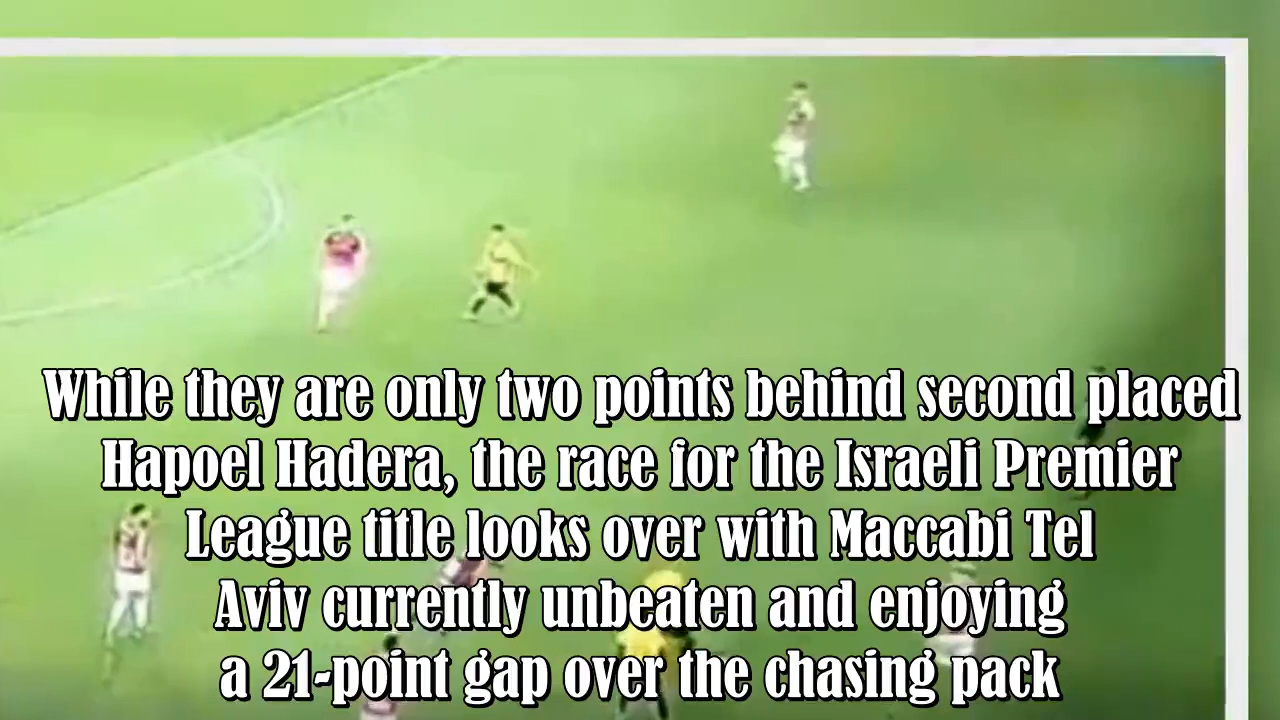 While they are only two points behind second placed
Hapoel Hadera, the race for the Israeli Premier
League title looks over with Maccabi Tel
Aviv currently unbeaten and enjoying
a 21-point gap over the chasing pack